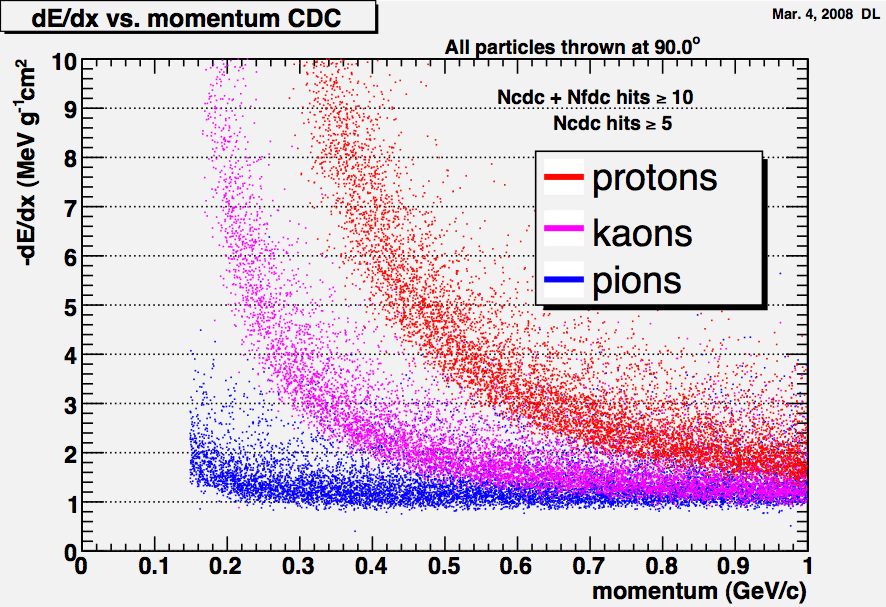 dE/dx vs. momentum CDC
Mar. 4, 2008 DL
All particles thrown at 90.0°
Ncdc + Nfdc hits ≥ 10
Ncdc hits ≥ 5
protons
kaons
pions
-dE/dx (MeV g⁻¹cm²
10
9
8
7
6
5
4
3
2
1
0
0 0.1 0.2 0.3 0.4 0.5 0.6 0.7 0.8 0.9 1
momentum (GeV/c)